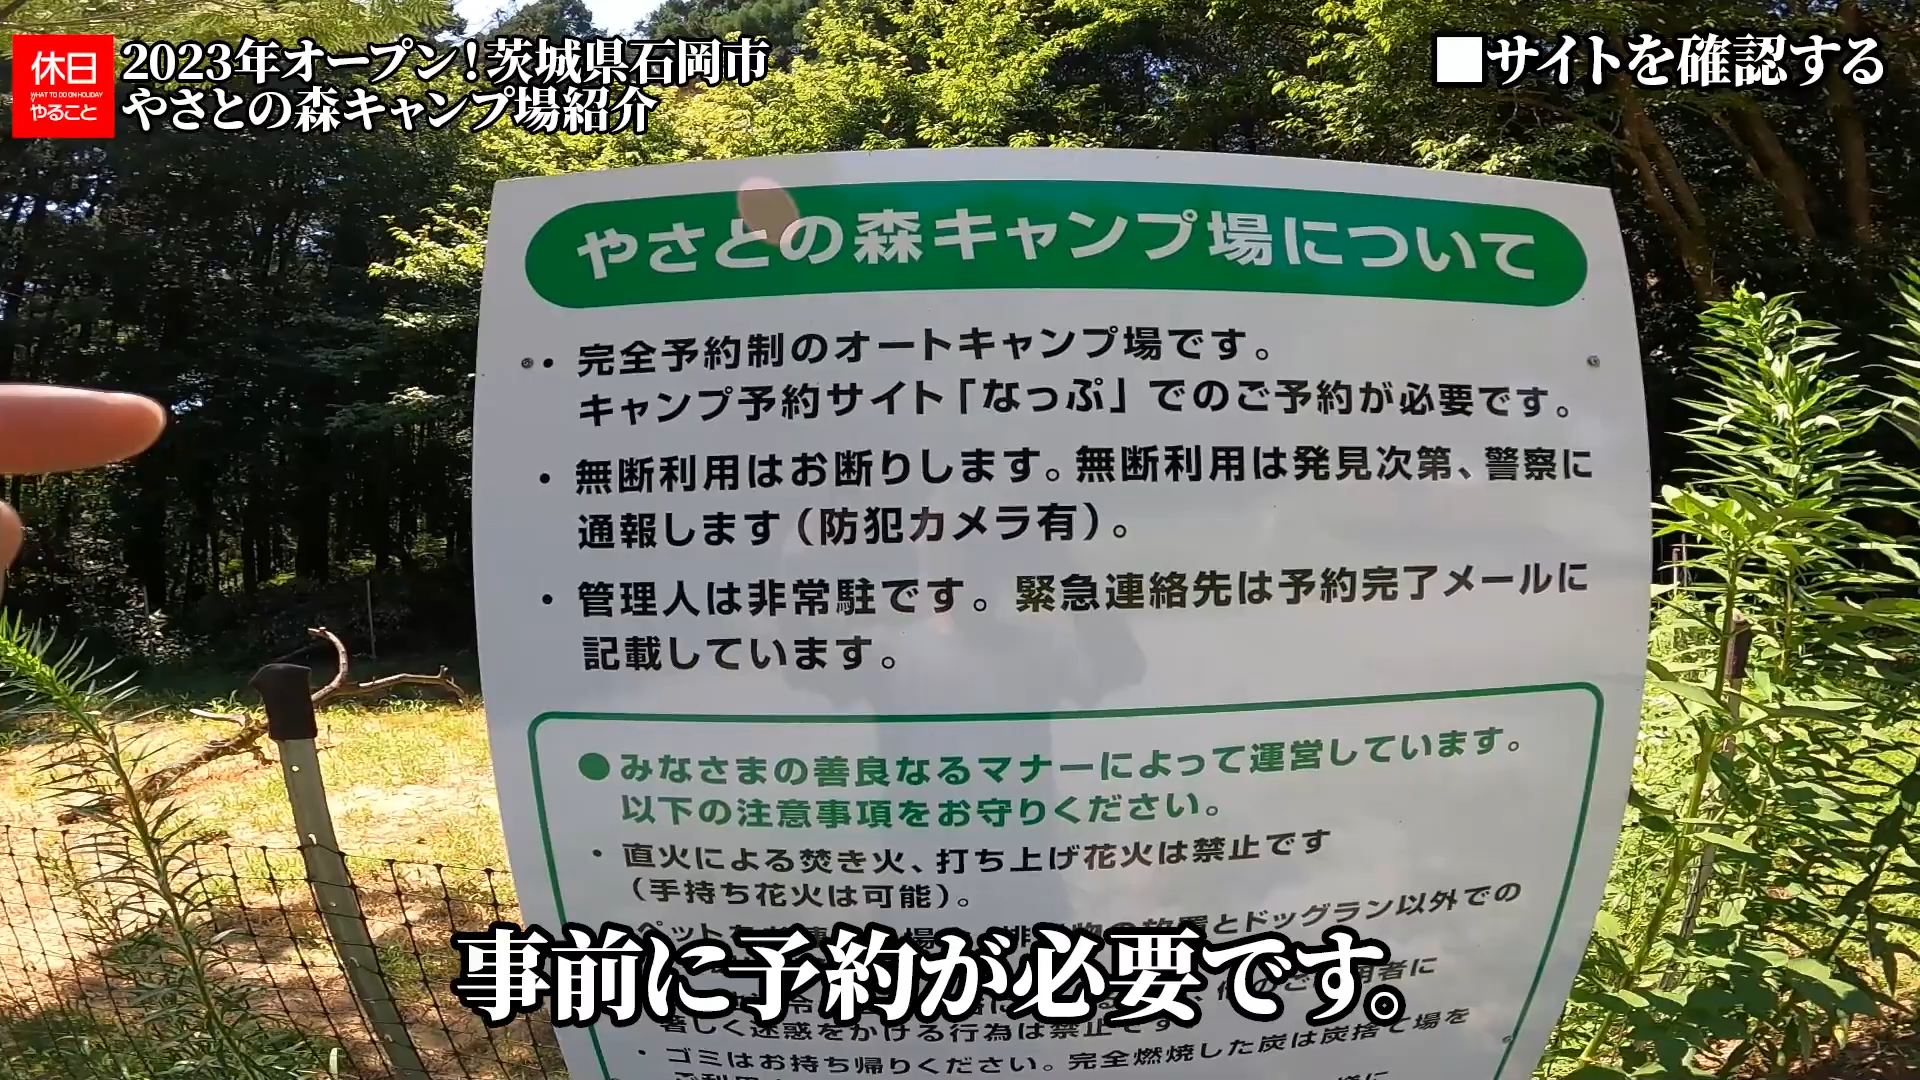 休日
WHAT TO DO ON HOLIDAY
やること
2023年オープン！茨城県石岡市
やさとの森キャンプ場紹介
■サイトを確認する
やさとの森キャンプ場について
・完全予約制のオートキャンプ場です。
キャンプ予約サイト「なっぷ」でのご予約が必要です。
・無断利用はお断りします。無断利用は発見次第、警察に
通報します（防犯カメラ有）。
・管理人は非常駐です。緊急連絡先は予約完了メールに
記載しています。
●みなさまの善良なるマナーによって運営しています。
以下の注意事項をお守りください。
・直火による焚き火、打ち上げ花火は禁止です
（手持ち花火は可能）。
ペット とドッグラン以外での
著しく迷惑をかける行為は禁止です
・ゴミはお持ち帰りください。完全燃焼した炭は炭捨て場を
事前に予約が必要です。